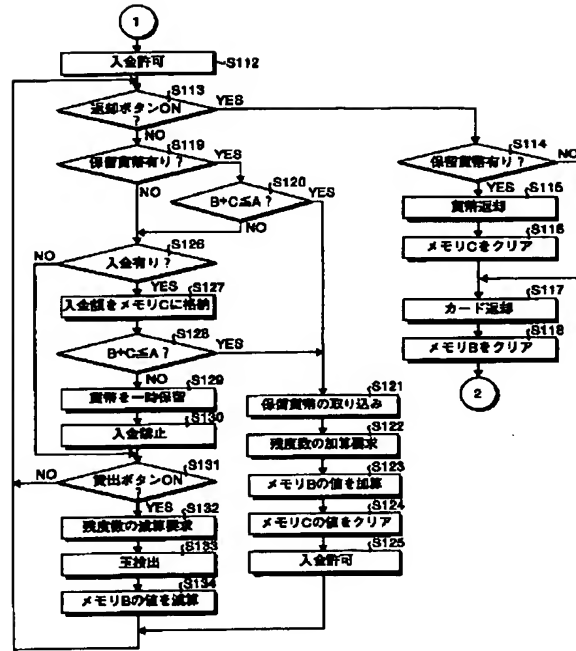 1
入金許可
S112
返却ボタンON
?
S113
YES
NO
保留貨幣有り?
S119
YES
NO
B+C≦A?
S120
YES
NO
入金有り?
S126
NO
YES
入金額をメモリCに格納
S127
B+C≦A?
S128
YES
NO
貨幣を一時保留
S129
入金禁止
S130
貸出ボタンON
?
S131
NO
YES
残度数の減算要求
S132
玉検出
S133
メモリBの値を減算
S134
保留貨幣の取り込み
S121
残度数の加算要求
S122
メモリBの値を加算
S123
メモリCの値をクリア
S124
入金許可
S125
保留貨幣有り?
S114
NO
YES
貨幣返却
S115
メモリCをクリア
S116
カード返却
S117
メモリBをクリア
S118
2